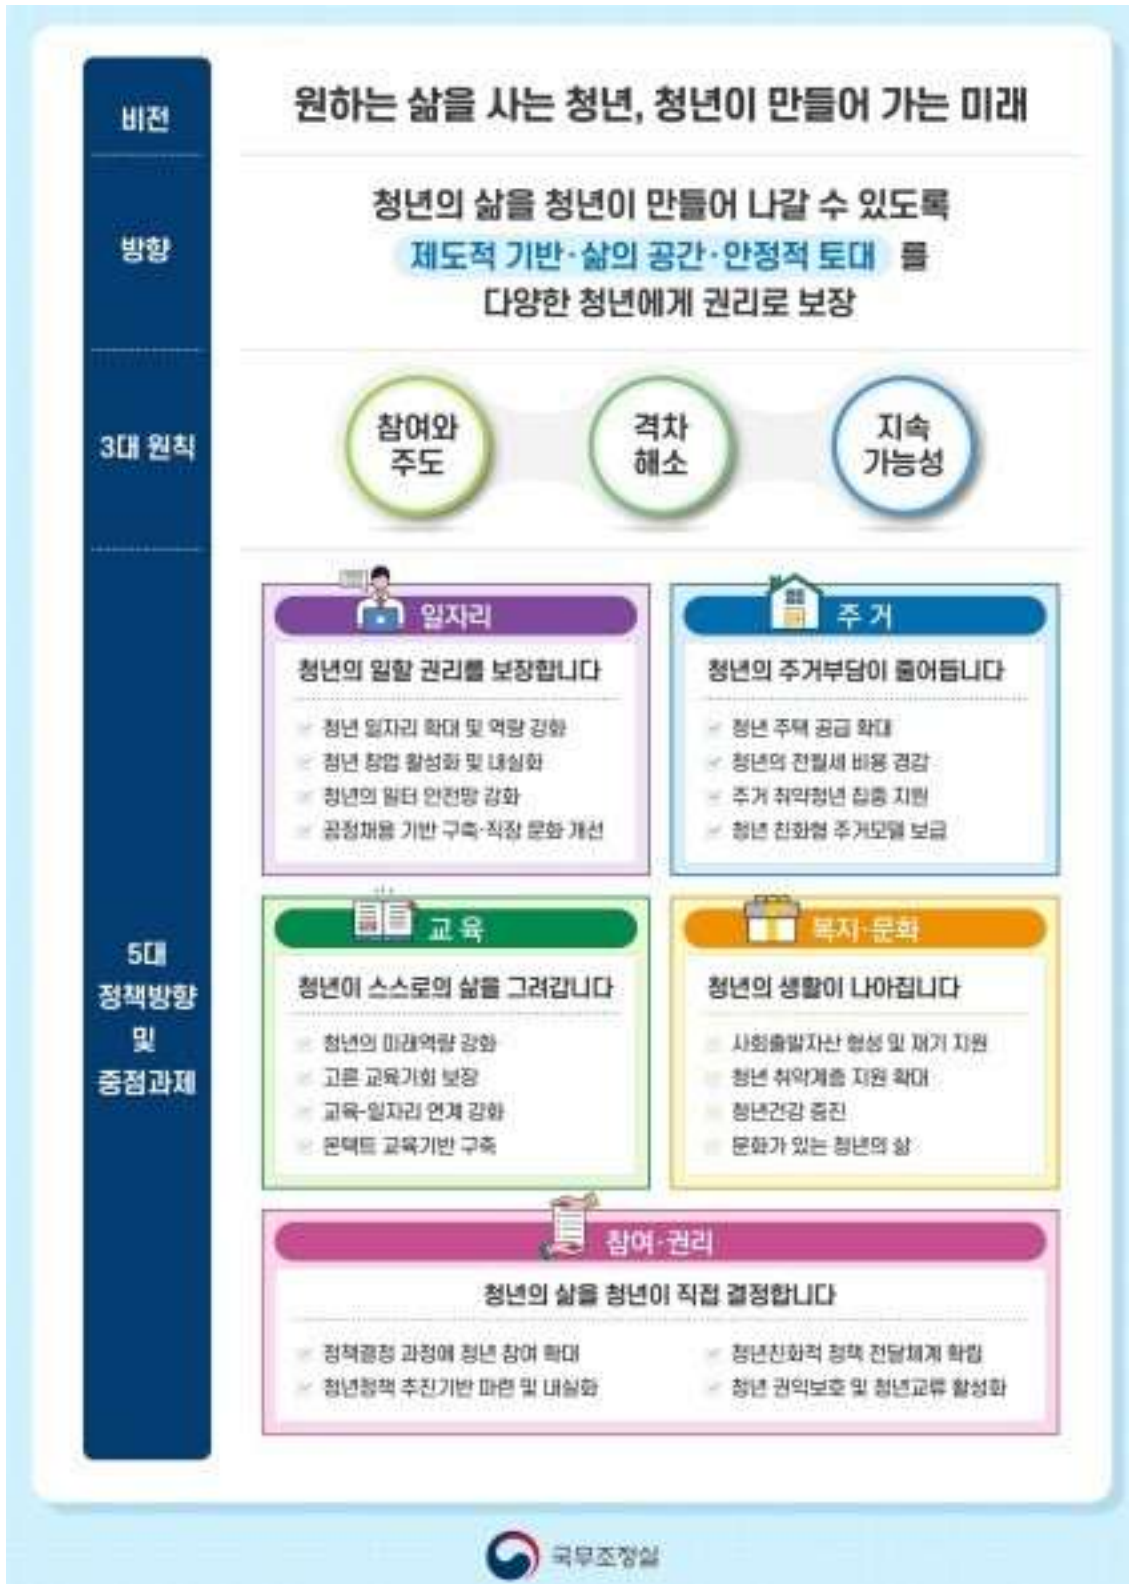 비전
원하는 삶을 사는 청년, 청년이 만들어 가는 미래
방향
청년의 삶을 청년이 만들어 나갈 수 있도록
제도적 기반·삶의 공간·안정적 토대 를
다양한 청년에게 권리로 보장
3대 원칙
참여와
주도
격차
해소
지속
가능성
5대
정책방향
및
중점과제
일자리
청년의 일할 권리를 보장합니다
청년 일자리 확대 및 역량 강화
청년 창업 활성화 및 내실화
청년의 일터 안전망 강화
공정채용 기반 구축·직장 문화 개선
주 거
청년의 주거부담이 줄어듭니다
청년 주택 공급 확대
청년의 전월세 비용 경감
주거 취약청년 집중 지원
청년 친화형 주거모델 보급
교 육
청년이 스스로의 삶을 그려갑니다
청년의 미래역량 강화
고른 교육기회 보장
교육-일자리 연계 강화
온택트 교육기반 구축
복지·문화
청년의 생활이 나아집니다
사회출발자산 형성 및 재기 지원
청년 취약계층 지원 확대
청년건강 증진
문화가 있는 청년의 삶
참여·권리
청년의 삶을 청년이 직접 결정합니다
정책결정 과정에 청년 참여 확대
청년정책 추진기반 마련 및 내실화
청년친화적 정책 전달체계 확립
청년 권익보호 및 청년교류 활성화
국무조정실